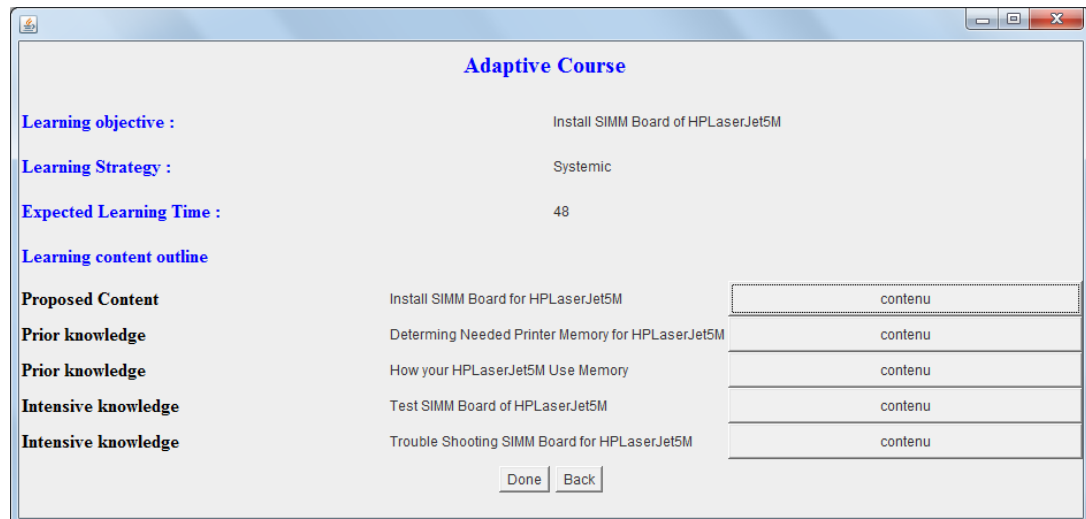 Adaptive Course
Learning objective : Install SIMM Board of HPLaserJet5M
Learning Strategy : Systemic
Expected Learning Time : 48
Learning content outline
Proposed Content Install SIMM Board for HPLaserJet5M contenu
Prior knowledge Determing Needed Printer Memory for HPLaserJet5M contenu
Prior knowledge How your HPLaserJet5M Use Memory contenu
Intensive knowledge Test SIMM Board of HPLaserJet5M contenu
Intensive knowledge Trouble Shooting SIMM Board for HPLaserJet5M contenu
Done Back